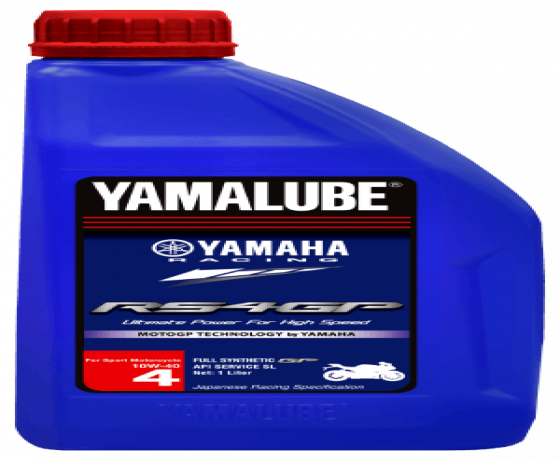 YAMALUBE®
YAMAHA
RACING
RS4GP
Ultimate Power For High Speed
MOTOGP TECHNOLOGY by YAMAHA
For Sport Motorcycle
10W-40
4
FULL SYNTHETIC GP
API SERVICE SL
Net: 1 Liter
Japanese Racing Specification
YAMALUBE